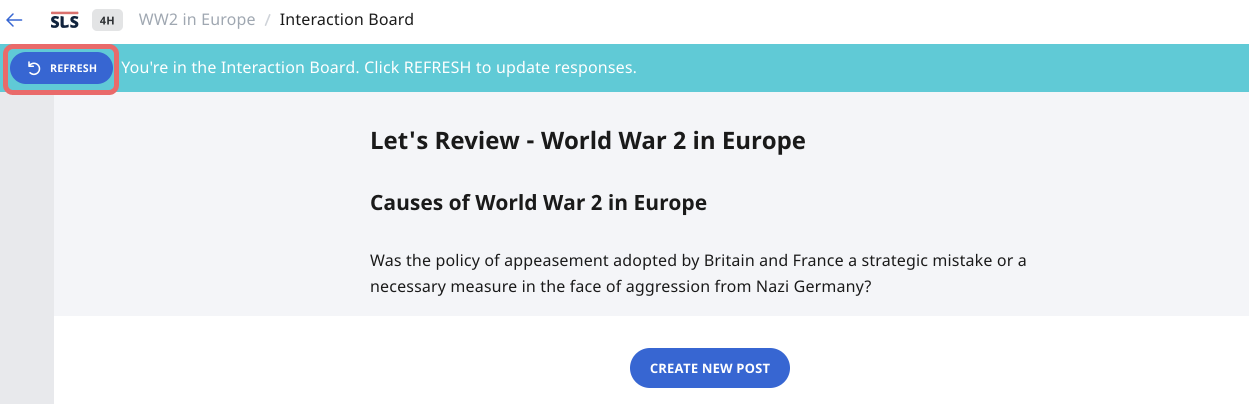 SLS 4H WW2 in Europe / Interaction Board
REFRESH You're in the Interaction Board. Click REFRESH to update responses.
Let's Review - World War 2 in Europe
Causes of World War 2 in Europe
Was the policy of appeasement adopted by Britain and France a strategic mistake or a
necessary measure in the face of aggression from Nazi Germany?
CREATE NEW POST